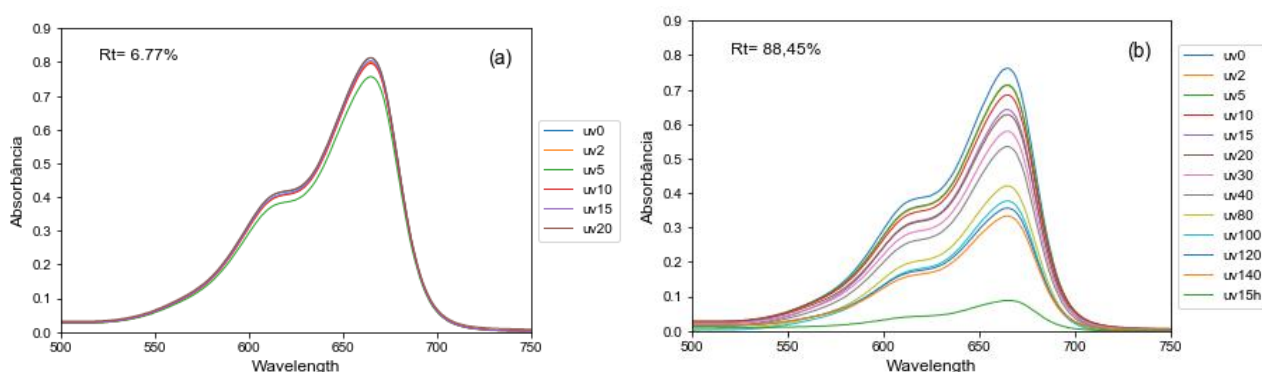 Rt= 6.77%
(a)
Absorbância
0.9
0.8
0.7
0.6
0.5
0.4
0.3
0.2
0.1
0.0
500
550
600
650
700
750
Wavelength
uv0
uv2
uv5
uv10
uv15
uv20
Rt= 88,45%
(b)
Absorbância
0.9
0.8
0.7
0.6
0.5
0.4
0.3
0.2
0.1
0.0
500
550
600
650
700
750
Wavelength
uv0
uv2
uv5
uv10
uv15
uv20
uv30
uv40
uv80
uv100
uv120
uv140
uv15h